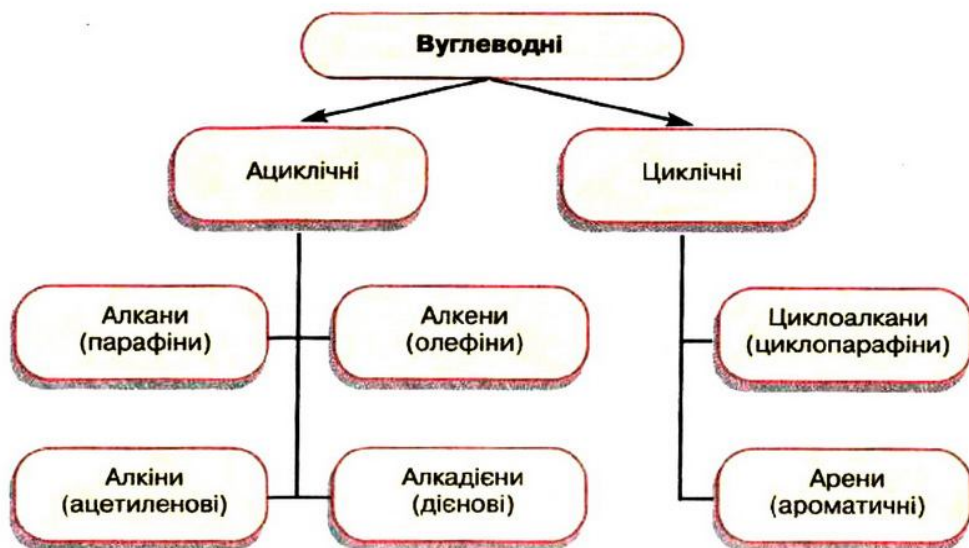 Вуглеводні
Ациклічні
Циклічні
Алкани
(парафіни)
Алкени
(олефіни)
Циклоалкани
(циклопарафіни)
Алкіни
(ацетиленові)
Алкадієни
(дієнові)
Арени
(ароматичні)